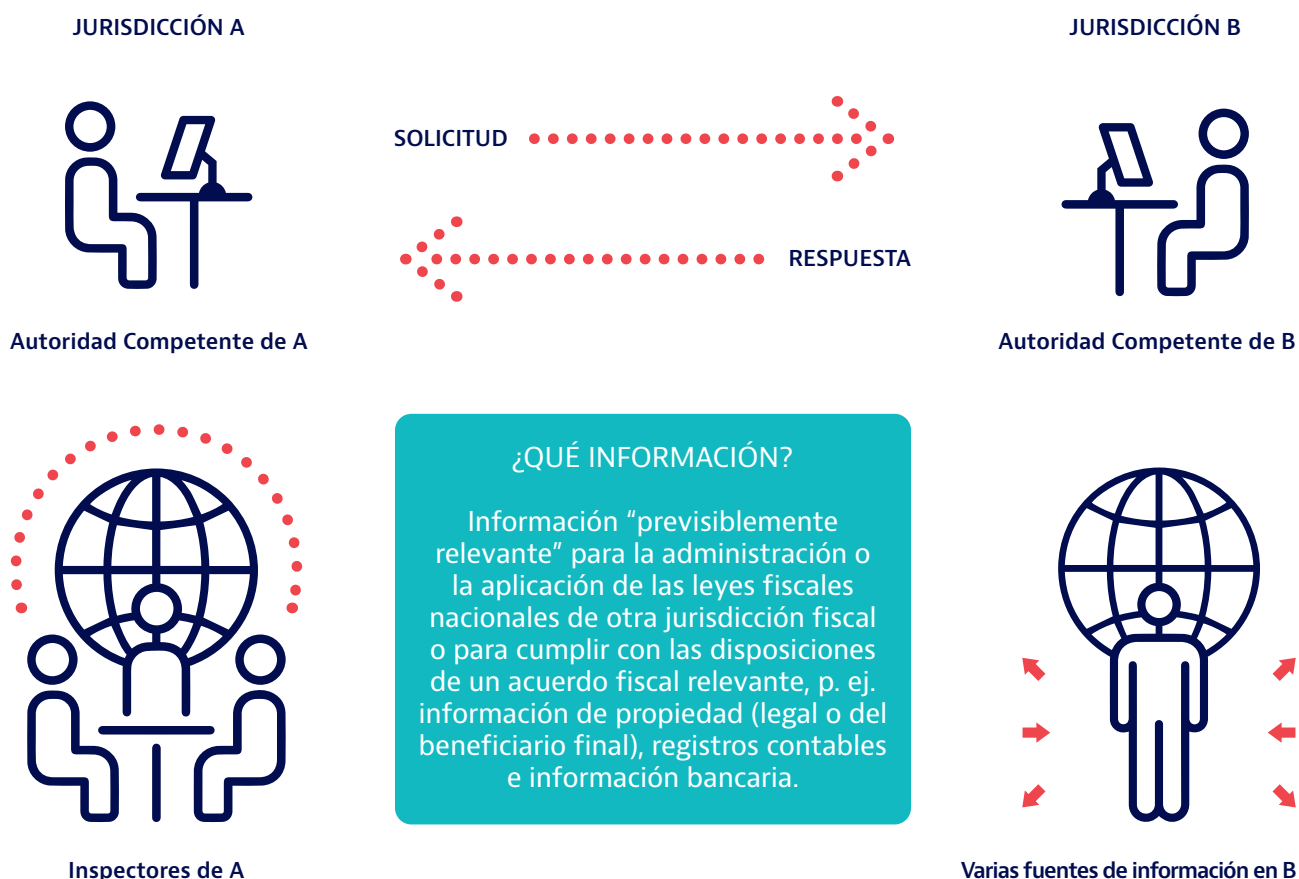 JURISDICCIÓN A
JURISDICCIÓN B
SOLICITUD
RESPUESTA
Autoridad Competente de A
Autoridad Competente de B
¿QUÉ INFORMACIÓN?
Información “previsiblemente
relevante” para la administración o
la aplicación de las leyes fiscales
nacionales de otra jurisdicción fiscal
o para cumplir con las disposiciones
de un acuerdo fiscal relevante, p. ej.
información de propiedad (legal o del
beneficiario final), registros contables
e información bancaria.
Inspectores de A
Varias fuentes de información en B